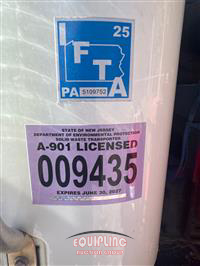 25
IFTA
PA 5109752
STATE OF NEW JERSEY
DEPARTMENT OF ENVIRONMENTAL PROTECTION
SOLID WASTE TRANSPORTER
A-901 LICENSED
009435
EXPIRES JUNE 30, 2027
EQUIPLINC